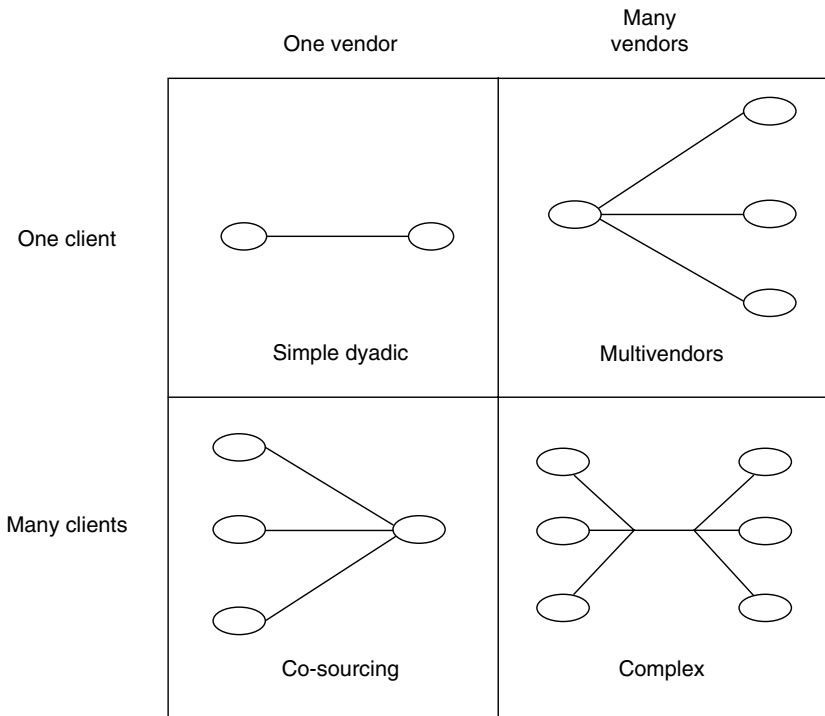 One vendor
Many
vendors
One client
Simple dyadic
Multivendors
Many clients
Co-sourcing
Complex